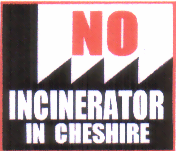 NO
INCINERATOR
IN CHESHIRE